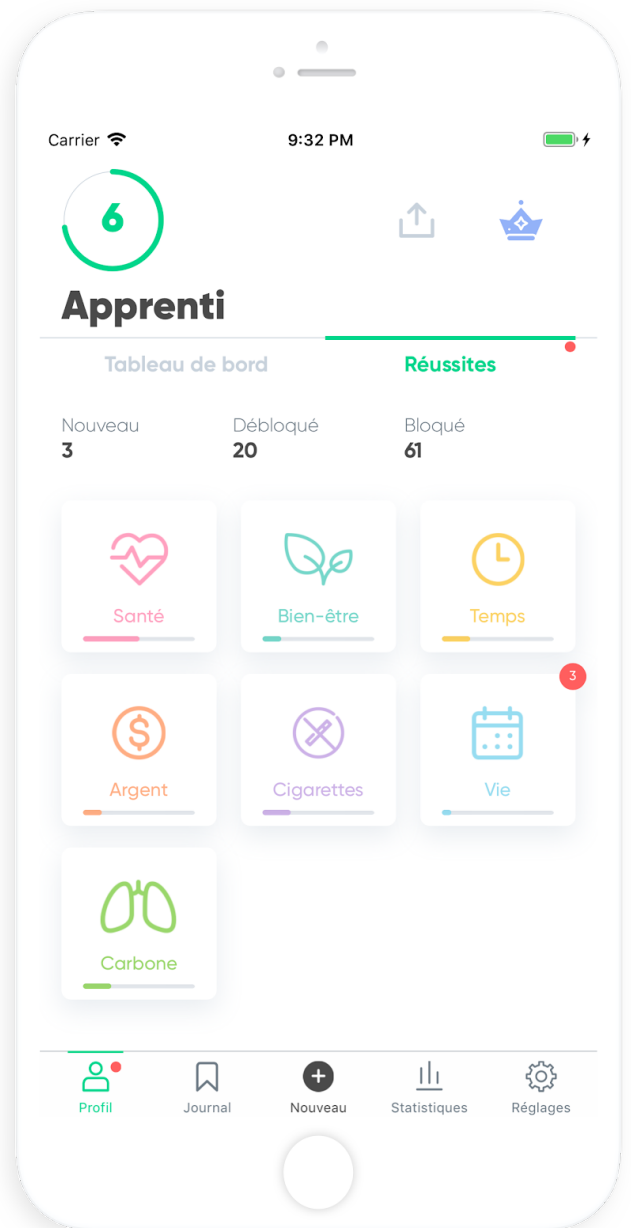 Carrier 9:32 PM
6
Apprenti
Tableau de bord Réussites
Nouveau Débloqué Bloqué
3 20 61
Santé Bien-être Temps
3
Argent Cigarettes Vie
Carbone
Profil Journal Nouveau Statistiques Réglages